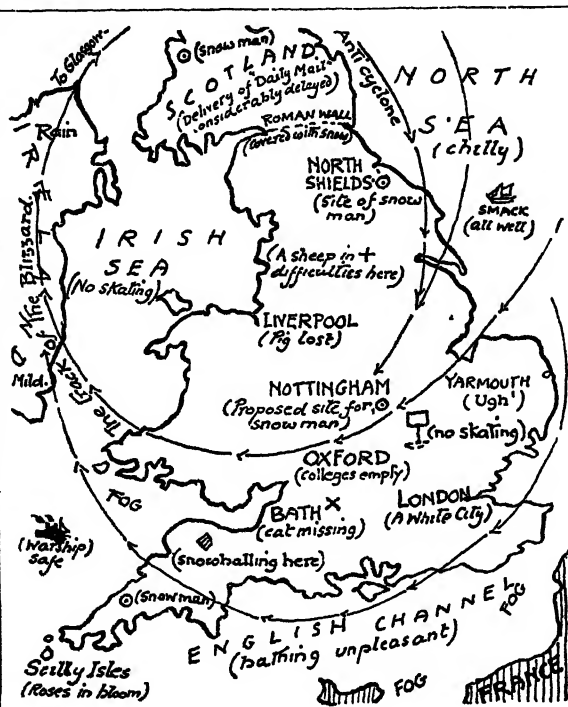 To Glasgow
(Snow man)
SCOTLAND
(Delivery of Daily Mail
considerably delayed)
Anti cyclone
NORTH
SEA
(chilly)
Rain
ROMAN WALL
(covered with snow)
NORTH
SHIELDS
(Site of snow
man)
SMACK
(all well)
IRELAND
IRISH
SEA
(No skating)
(A sheep in
difficulties here)
The Track of The Blizzard.
LIVERPOOL
(Pig lost)
Mild.
NOTTINGHAM
(Proposed site for
snow man)
YARMOUTH
(Ugh!)
(no skating)
OXFORD
(colleges empty)
FOG
BATH
(cat missing)
LONDON
(A White City)
(Warship)
safe
(snowballing here)
(Snowman)
ENGLISH CHANNEL
(bathing unpleasant)
FOG
Scilly Isles
(Roses in bloom)
FOG
FRANCE